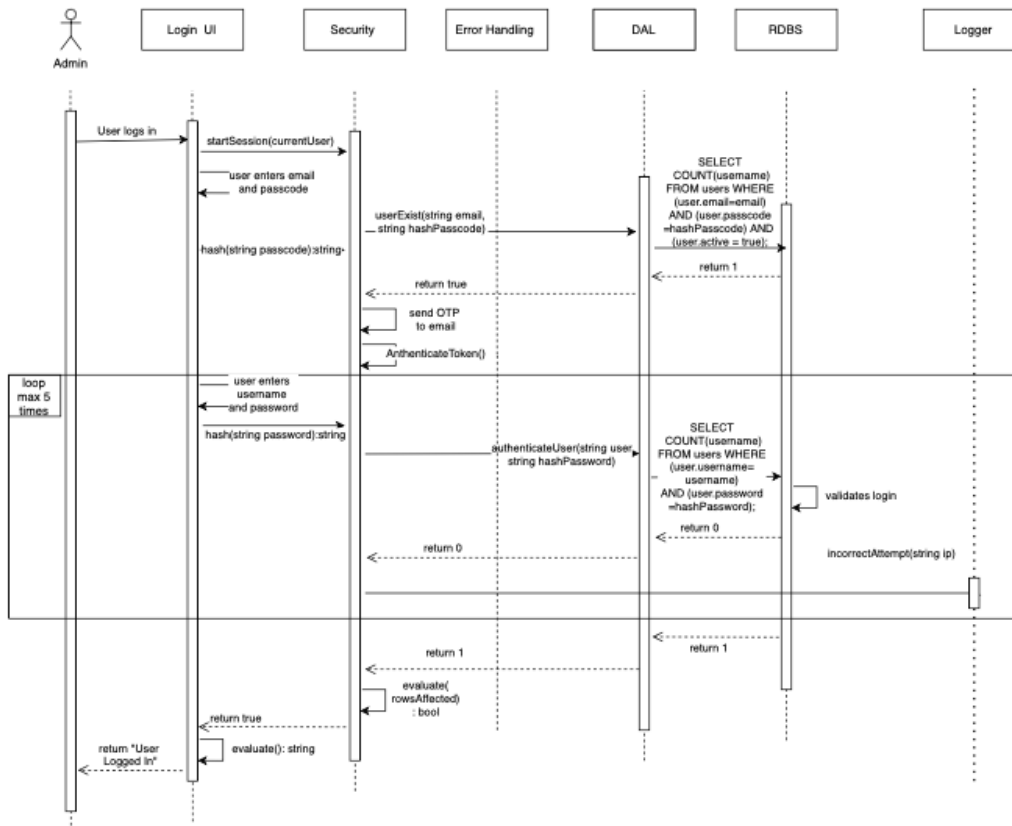 Login UI
Security
Error Handling
DAL
RDBS
Logger
Admin
User logs in
startSession(currentUser)
user enters email
and passcode
SELECT
COUNT(username)
FROM users WHERE
(user.email=email)
AND (user.passcode
=hashPasscode) AND
(user.active = true);
userExist(string email,
string hashPasscode)
hash(string passcode):string
return 1
return true
send OTP
to email
AnthenticateToken()
loop
max 5
times
user enters
username
and password
hash(string password):string
authenticateUser(string user
string hashPassword)
SELECT
COUNT(username)
FROM users WHERE
(user.username=
username)
AND (user.password
=hashPassword);
validates login
return 0
return 0
incorrectAttempt(string ip)
return 1
return 1
evaluate(
rowsAffected)
: bool
return true
evaluate(): string
return "User
Logged In"